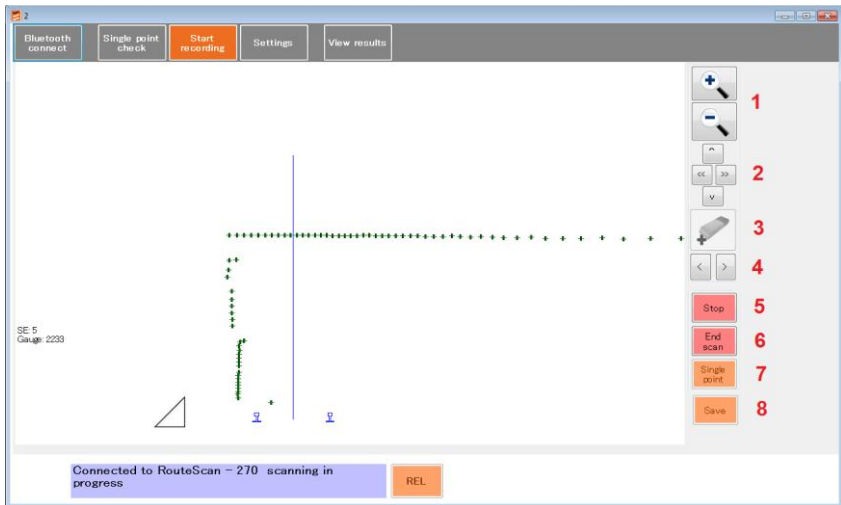 2
Bluetooth
connect
Single point
check
Start
recording
Settings
View results
1
^
<< >>
2
v
3
< >
4
Stop
5
End
scan
6
Single
point
7
Save
8
SE: 5
Gauge: 2233
Connected to RouteScan - 270 scanning in
progress
REL